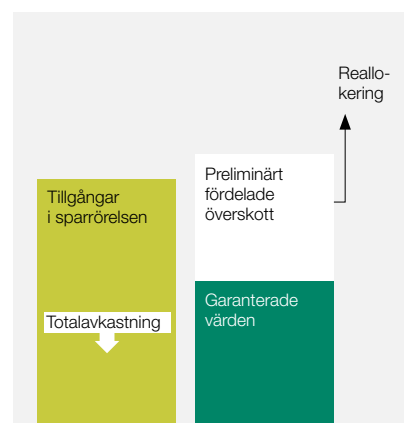 Reallo-
kering
Preliminärt
fördelade
överskott
Tillgångar
i sparrörelsen
Garanterade
värden
Totalavkastning